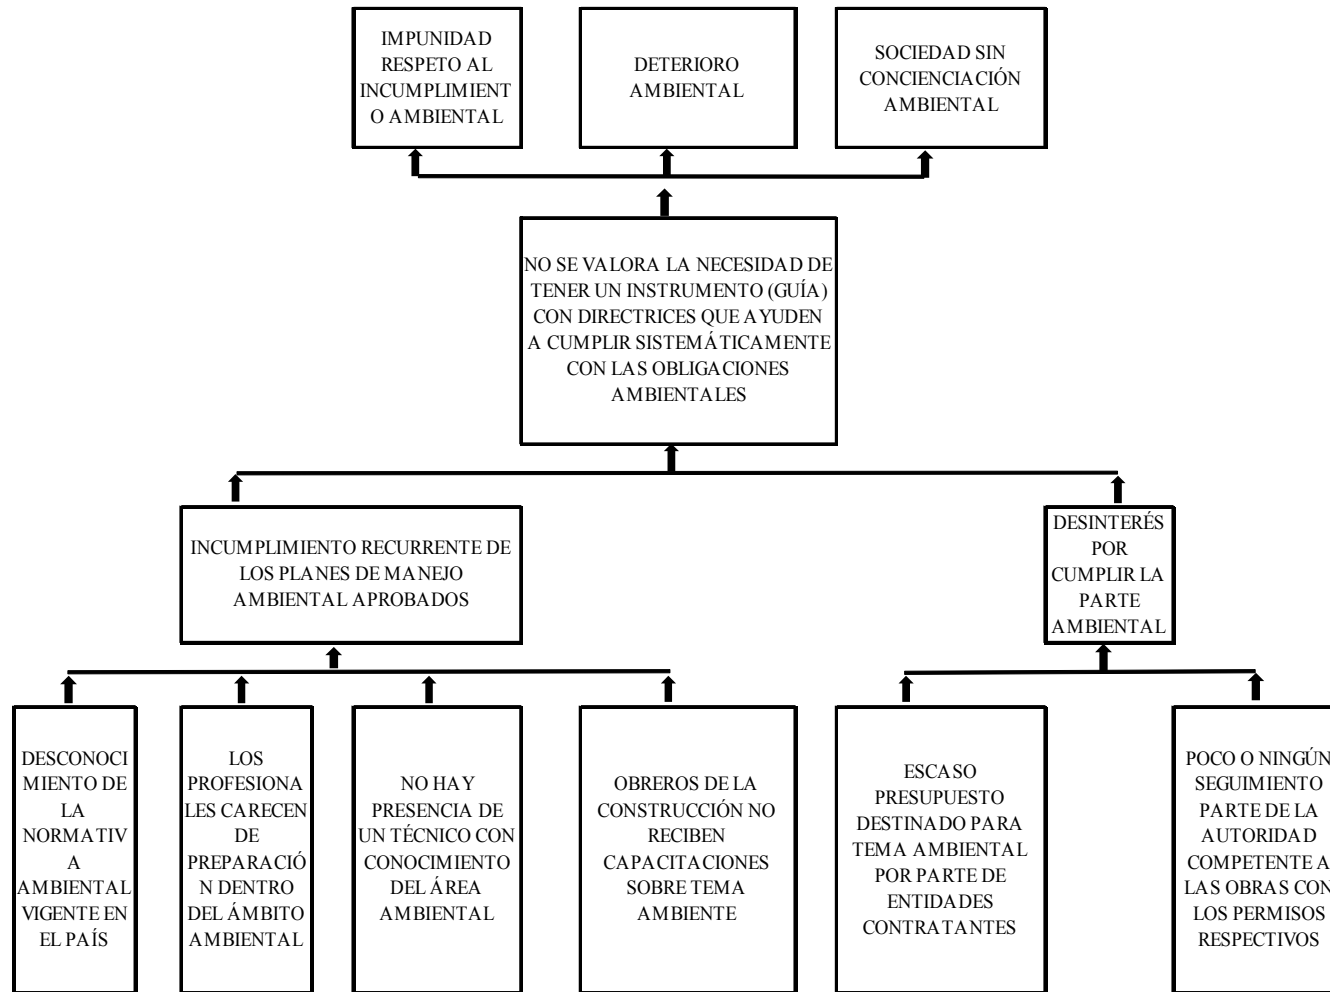 IMPUNIDAD
RESPETO AL
INCUMPLIMIENT
O AMBIENTAL
DETERIORO
AMBIENTAL
SOCIEDAD SIN
CONCIENCIACIÓN
AMBIENTAL
NO SE VALORA LA NECESIDAD DE
TENER UN INSTRUMENTO (GUÍA)
CON DIRECTRICES QUE AYUDEN
A CUMPLIR SISTEMÁTICAMENTE
CON LAS OBLIGACIONES
AMBIENTALES
INCUMPLIMIENTO RECURRENTE DE
LOS PLANES DE MANEJO
AMBIENTAL APROBADOS
DESINTERÉS
POR
CUMPLIR LA
PARTE
AMBIENTAL
DESCONOCI
MIENTO DE
LA
NORMATIV
A
AMBIENTAL
VIGENTE EN
EL PAÍS
LOS
PROFESIONA
LES CARECEN
DE
PREPARACIÓ
N DENTRO
DEL ÁMBITO
AMBIENTAL
NO HAY
PRESENCIA DE
UN TÉCNICO CON
CONOCIMIENTO
DEL ÁREA
AMBIENTAL
OBREROS DE LA
CONSTRUCCIÓN NO
RECIBEN
CAPACITACIONES
SOBRE TEMA
AMBIENTE
ESCASO
PRESUPUESTO
DESTINADO PARA
TEMA AMBIENTAL
POR PARTE DE
ENTIDADES
CONTRATANTES
POCO O NINGÚN
SEGUIMIENTO
PARTE DE LA
AUTORIDAD
COMPETENTE A
LAS OBRAS CON
LOS PERMISOS
RESPECTIVOS